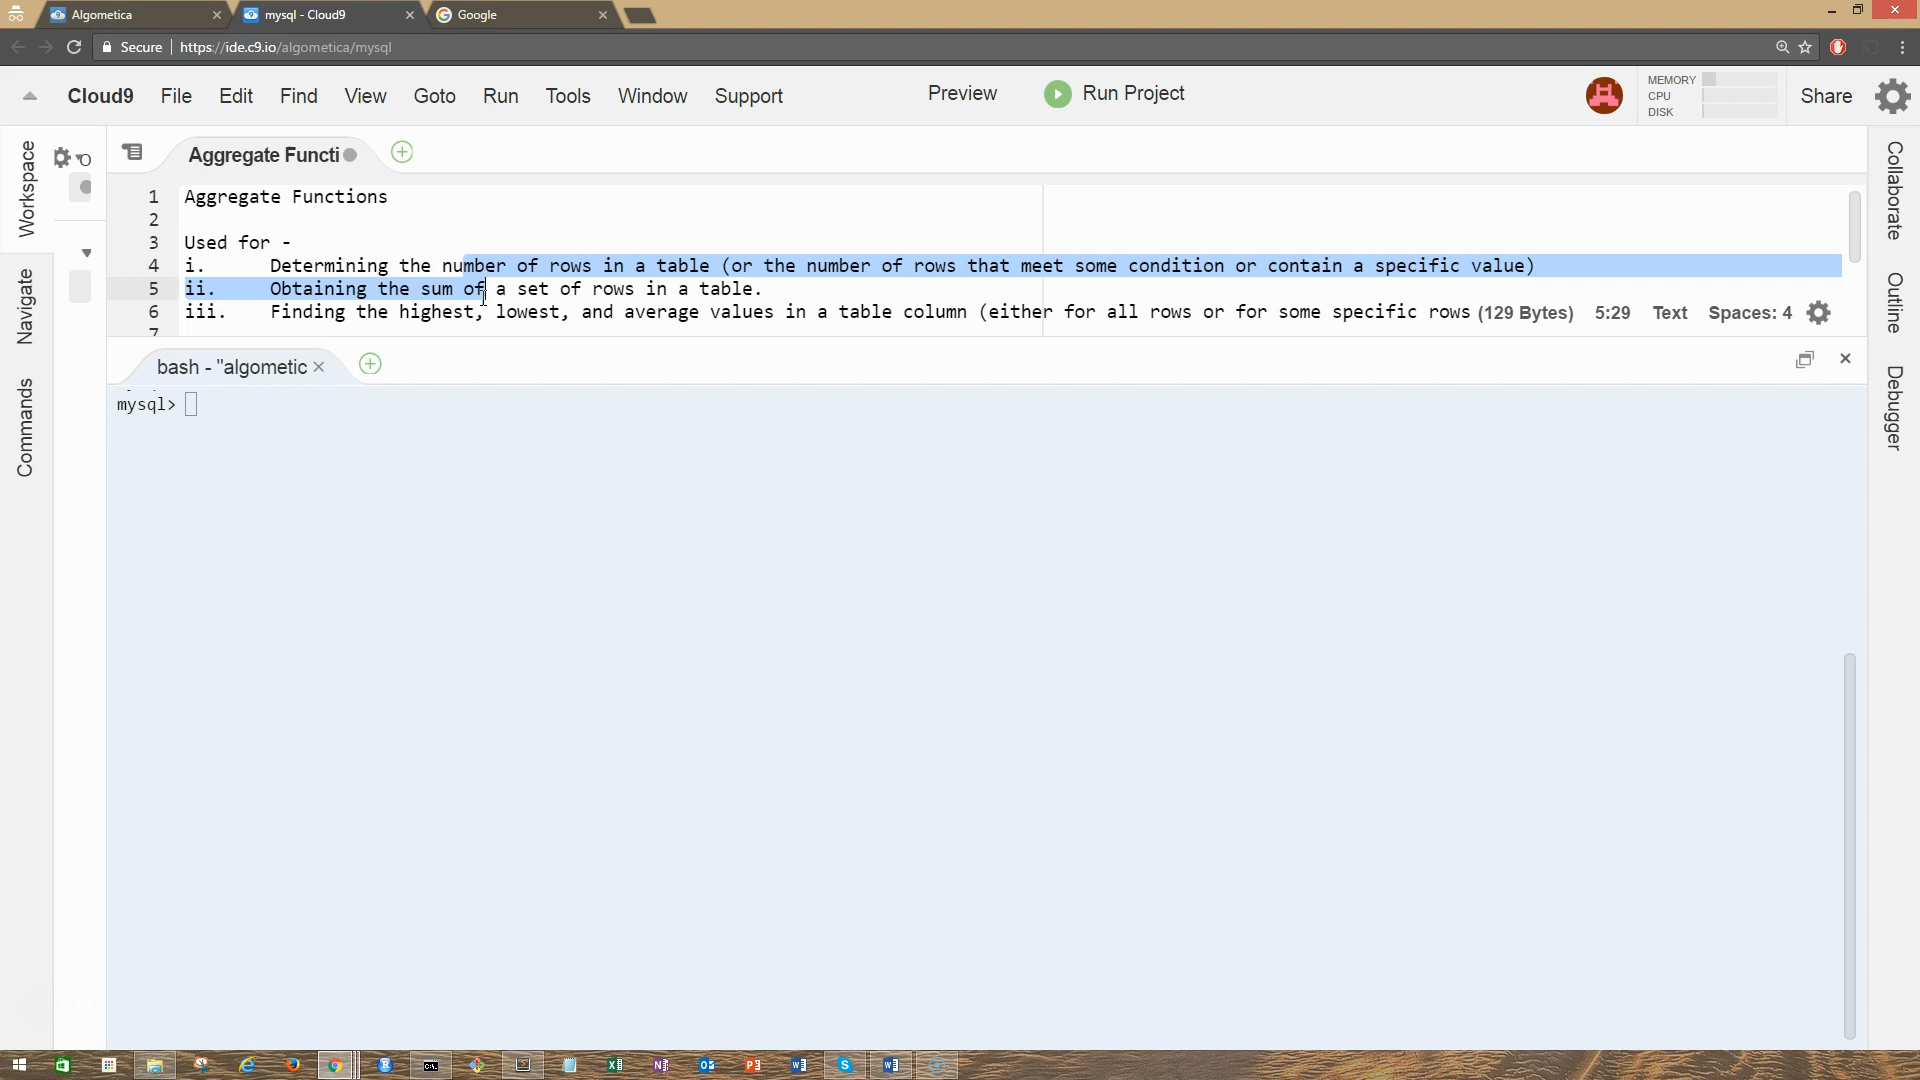 Algometica
mysql - Cloud9
Google
Secure
https://ide.c9.io/algometica/mysql
Cloud9 File Edit Find View Goto Run Tools Window Support
Preview
Run Project
MEMORY
CPU
DISK
Share
Workspace
Navigate
Commands
Collaborate
Outline
Debugger
Aggregate Functi
1 Aggregate Functions
2
3 Used for -
4 i. Determining the number of rows in a table (or the number of rows that meet some condition or contain a specific value)
5 ii. Obtaining the sum of a set of rows in a table.
6 iii. Finding the highest, lowest, and average values in a table column (either for all rows or for some specific rows
7
(129 Bytes) 5:29 Text Spaces: 4
bash - "algometic
mysql>